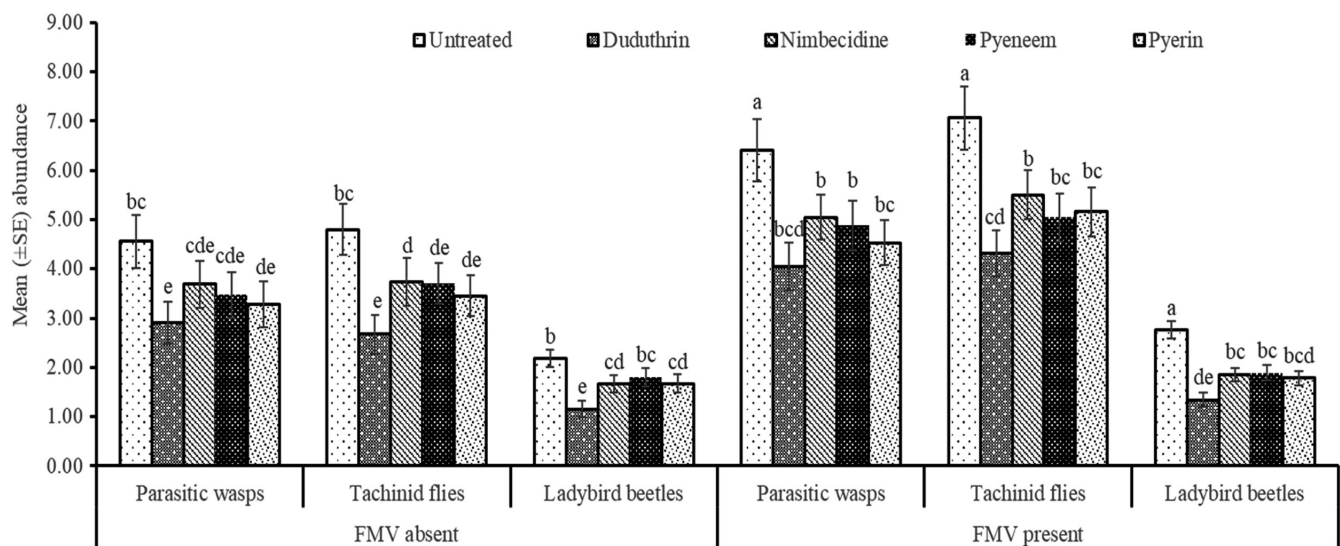 Mean (±SE) abundance
9.00
8.00
7.00
6.00
5.00
4.00
3.00
2.00
1.00
0.00
Untreated Duduthrin Nimbecidine Pyeneem Pyerin
bc e cde cde de
bc e d de de
b e cd bc cd
a bcd b b bc
a cd b bc bc
a de bc bc bcd
Parasitic wasps Tachinid flies Ladybird beetles Parasitic wasps Tachinid flies Ladybird beetles
FMV absent FMV present